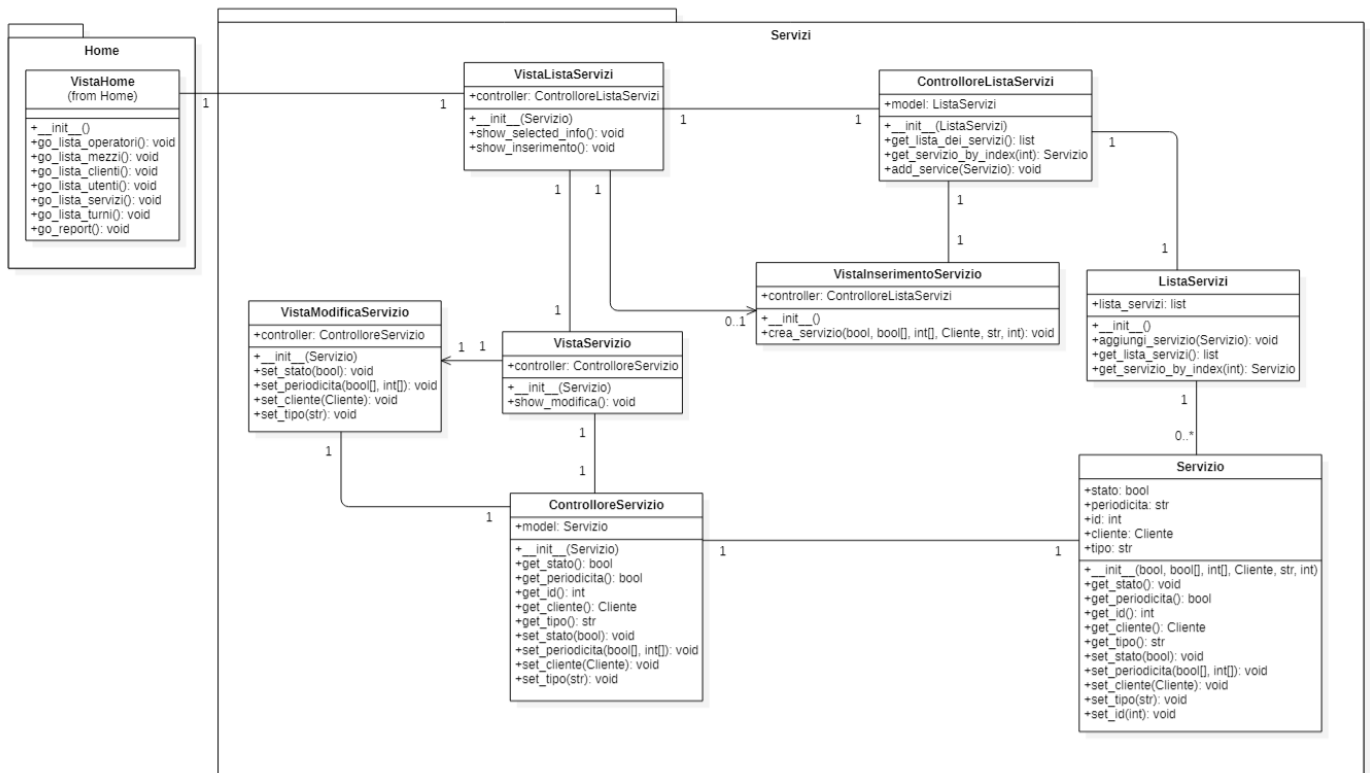 Home
VistaHome
(from Home)
+__init__()
+go_lista_operatori(): void
+go_lista_mezzi(): void
+go_lista_clienti(): void
+go_lista_utenti(): void
+go_lista_servizi(): void
+go_lista_turni(): void
+go_report(): void
1
1
Servizi
VistaListaServizi
+controller: ControlloreListaServizi
+__init__(Servizio)
+show_selected_info(): void
+show_inserimento(): void
1
1
ControlloreListaServizi
+model: ListaServizi
+__init__(ListaServizi)
+get_lista_dei_servizi(): list
+get_servizio_by_index(int): Servizio
+add_service(Servizio): void
1
1
1
1
1
1
1
1
0..1
VistaInserimentoServizio
+controller: ControlloreListaServizi
+__init__()
+crea_servizio(bool, bool[], int[], Cliente, str, int): void
ListaServizi
+lista_servizi: list
+__init__()
+aggiungi_servizio(Servizio): void
+get_lista_servizi(): list
+get_servizio_by_index(int): Servizio
VistaModificaServizio
+controller: ControlloreServizio
+__init__(Servizio)
+set_stato(bool): void
+set_periodicita(bool[], int[]): void
+set_cliente(Cliente): void
+set_tipo(str): void
1
1
VistaServizio
+controller: ControlloreServizio
+__init__(Servizio)
+show_modifica(): void
1
0..*
1
1
1
1
ControlloreServizio
+model: Servizio
+__init__(Servizio)
+get_stato(): bool
+get_periodicita(): bool
+get_id(): int
+get_cliente(): Cliente
+get_tipo(): str
+set_stato(bool): void
+set_periodicita(bool[], int[]): void
+set_cliente(Cliente): void
+set_tipo(str): void
1
1
Servizio
+stato: bool
+periodicita: str
+id: int
+cliente: Cliente
+tipo: str
+__init__(bool, bool[], int[], Cliente, str, int)
+get_stato(): void
+get_periodicita(): bool
+get_id(): int
+get_cliente(): Cliente
+get_tipo(): str
+set_stato(bool): void
+set_periodicita(bool[], int[]): void
+set_cliente(Cliente): void
+set_tipo(str): void
+set_id(int): void